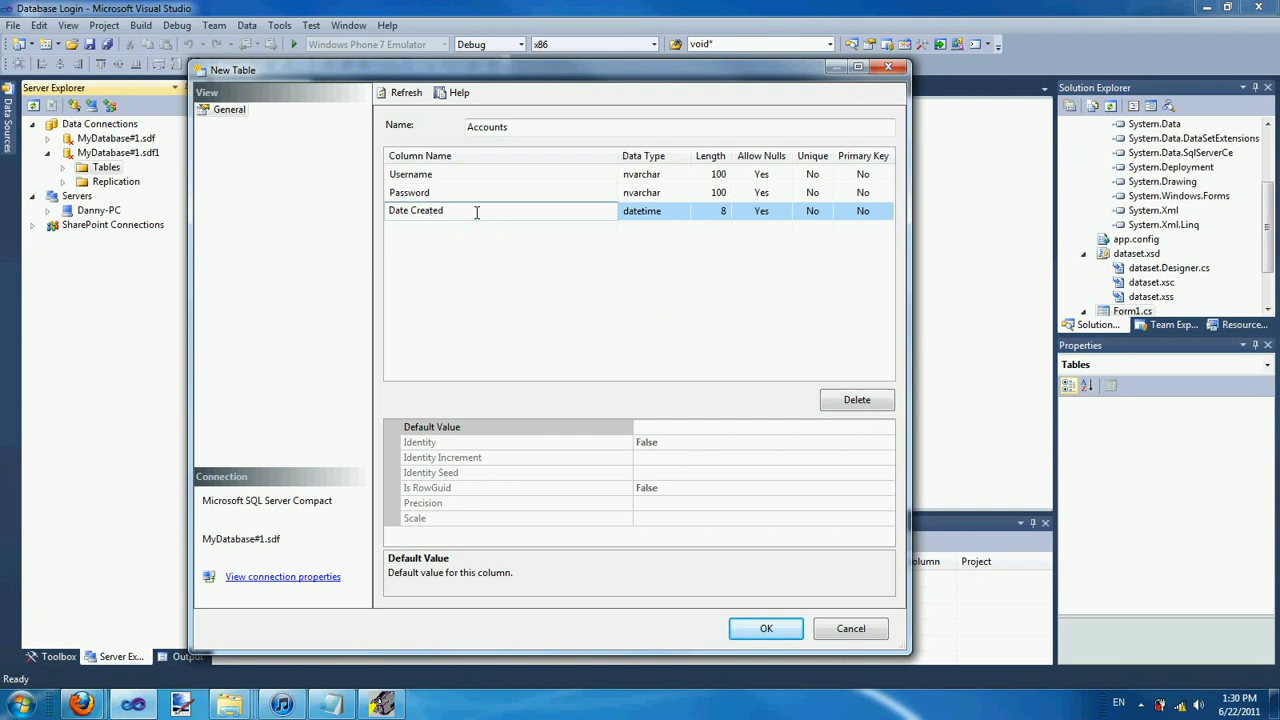 Database Login - Microsoft Visual Studio
File Edit View Project Build Debug Team Data Tools Test Window Help
Windows Phone 7 Emulator Debug x86 void*
Data Sources
Server Explorer
Data Connections
MyDatabase#1.sdf
MyDatabase#1.sdf1
Tables
Replication
Servers
Danny-PC
SharePoint Connections
Toolbox Server Ex... Output
New Table
View
General
Connection
Microsoft SQL Server Compact
MyDatabase#1.sdf
View connection properties
Refresh Help
Name: Accounts
Column Name Data Type Length Allow Nulls Unique Primary Key
Username nvarchar 100 Yes No No
Password nvarchar 100 Yes No No
Date Created datetime 8 Yes No No
Delete
Default Value
Identity False
Identity Increment
Identity Seed
Is RowGuid False
Precision
Scale
Default Value
Default value for this column.
OK Cancel
olumn Project
Solution Explorer
System.Data
System.Data.DataSetExtensions
System.Data.SqlServerCe
System.Deployment
System.Drawing
System.Windows.Forms
System.Xml
System.Xml.Linq
app.config
dataset.xsd
dataset.Designer.cs
dataset.xsc
dataset.xss
Form1.cs
Solution... Team Exp... Resource...
Properties
Tables
Ready
EN 1:30 PM
6/22/2011